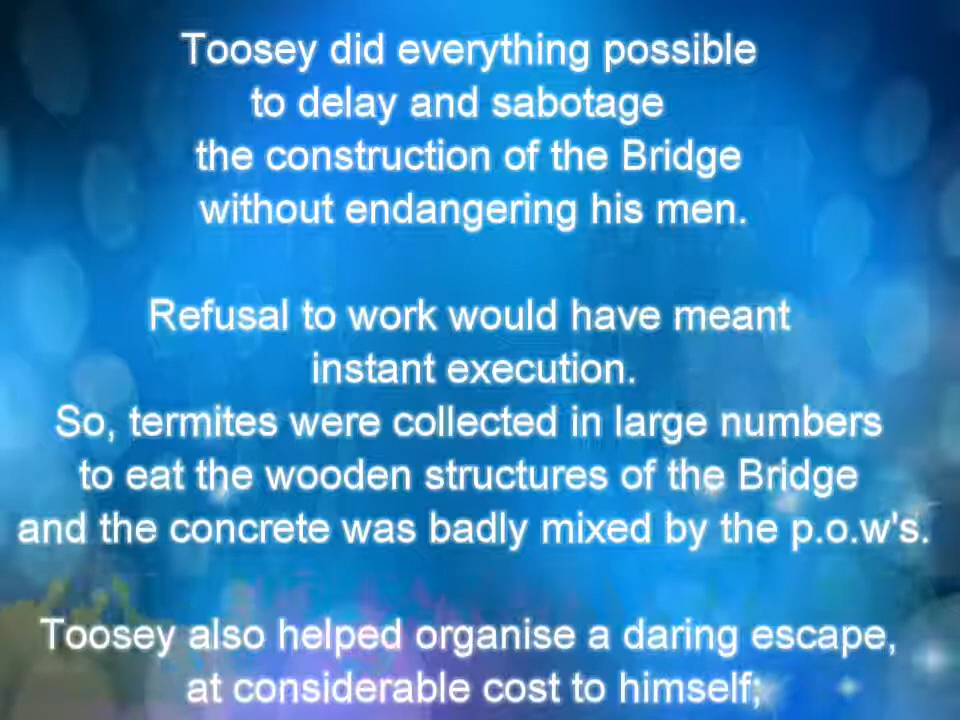 Toosey did everything possible
to delay and sabotage
the construction of the Bridge
without endangering his men.
Refusal to work would have meant
instant execution.
So, termites were collected in large numbers
to eat the wooden structures of the Bridge
and the concrete was badly mixed by the p.o.w's.
Toosey also helped organise a daring escape,
at considerable cost to himself;